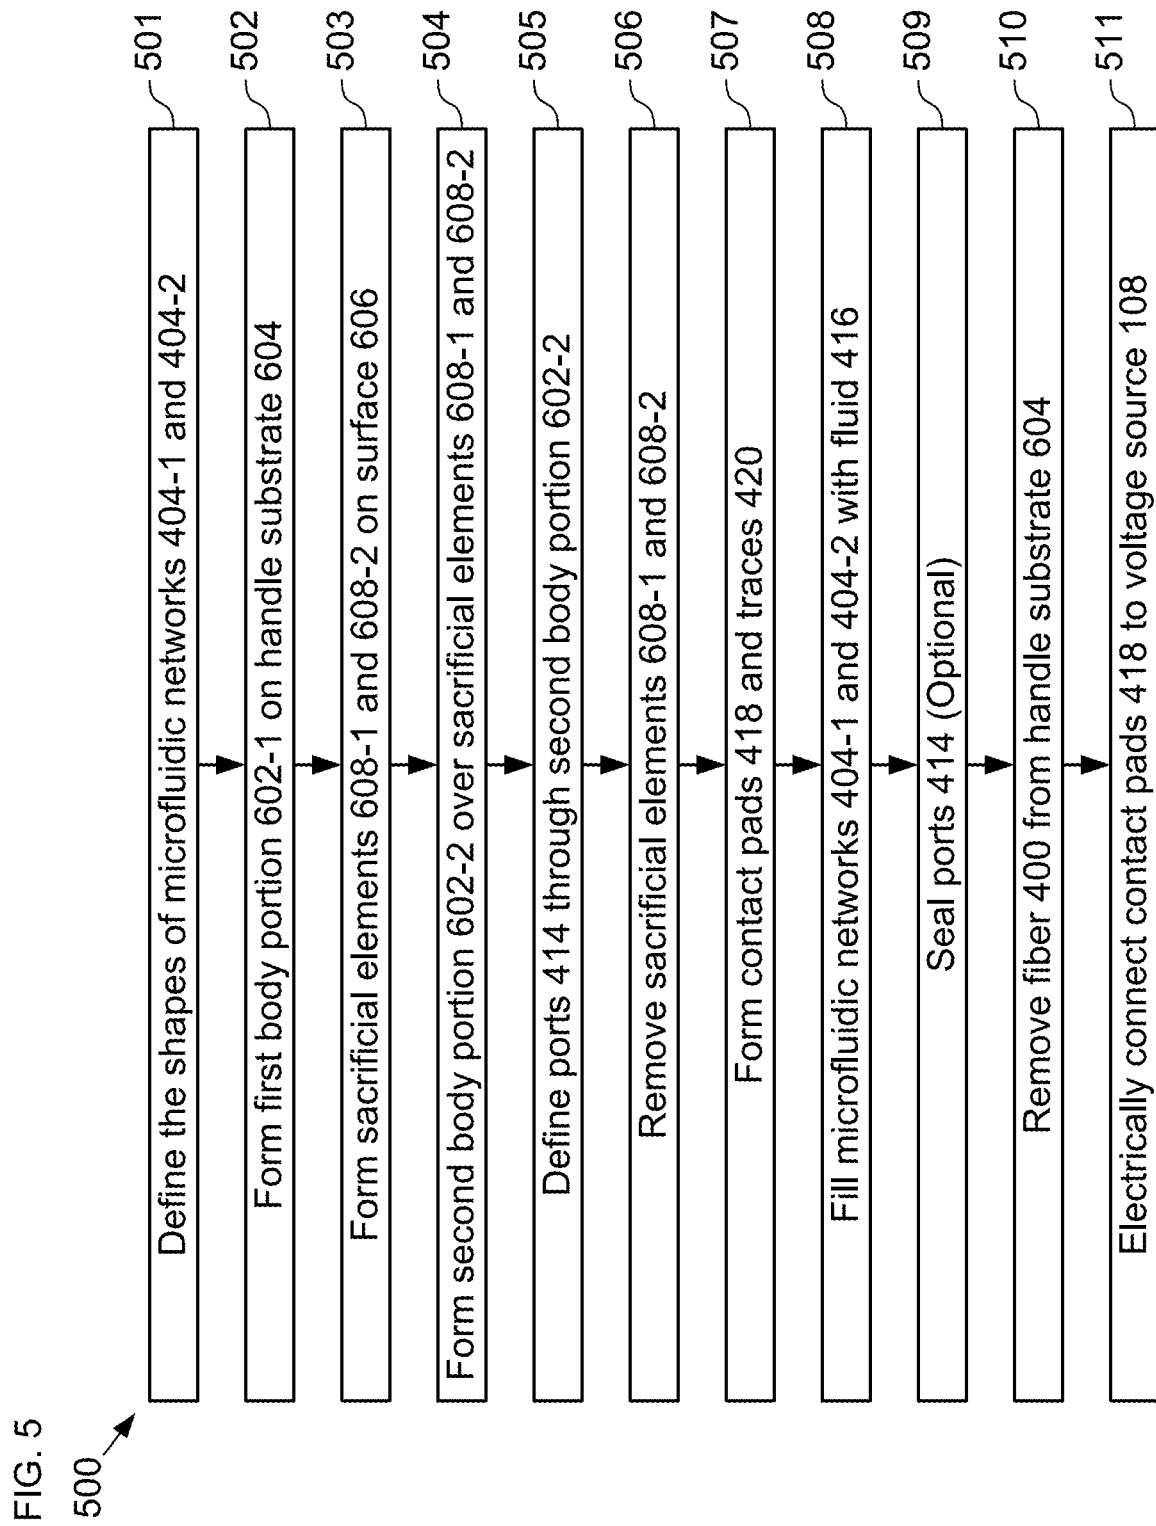 FIG. 5
500
Define the shapes of microfluidic networks 404-1 and 404-2
501
Form first body portion 602-1 on handle substrate 604
502
Form sacrificial elements 608-1 and 608-2 on surface 606
503
Form second body portion 602-2 over sacrificial elements 608-1 and 608-2
504
Define ports 414 through second body portion 602-2
505
Remove sacrificial elements 608-1 and 608-2
506
Form contact pads 418 and traces 420
507
Fill microfluidic networks 404-1 and 404-2 with fluid 416
508
Seal ports 414 (Optional)
509
Remove fiber 400 from handle substrate 604
510
Electrically connect contact pads 418 to voltage source 108
511